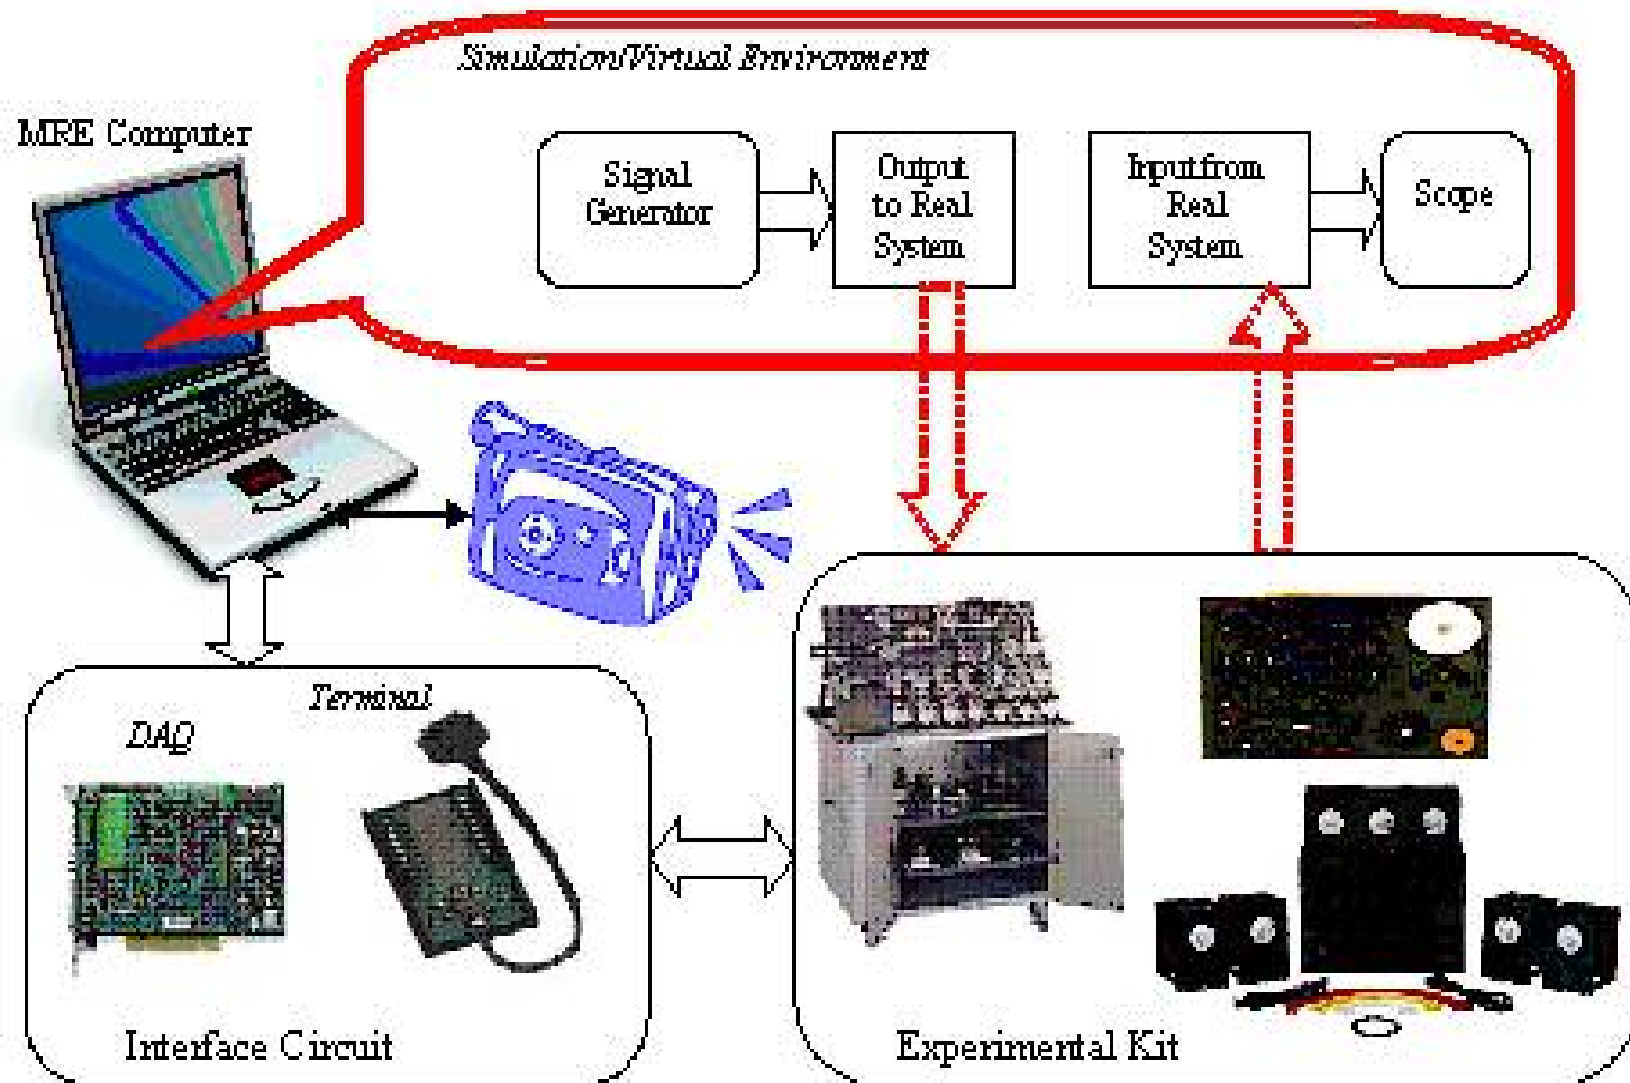 Simulation/Virtual Environment
MRE Computer
Signal
Generator
Output
to Real
System
Input from
Real
System
Scope
Terminal
DAQ
Interface Circuit
Experimental Kit